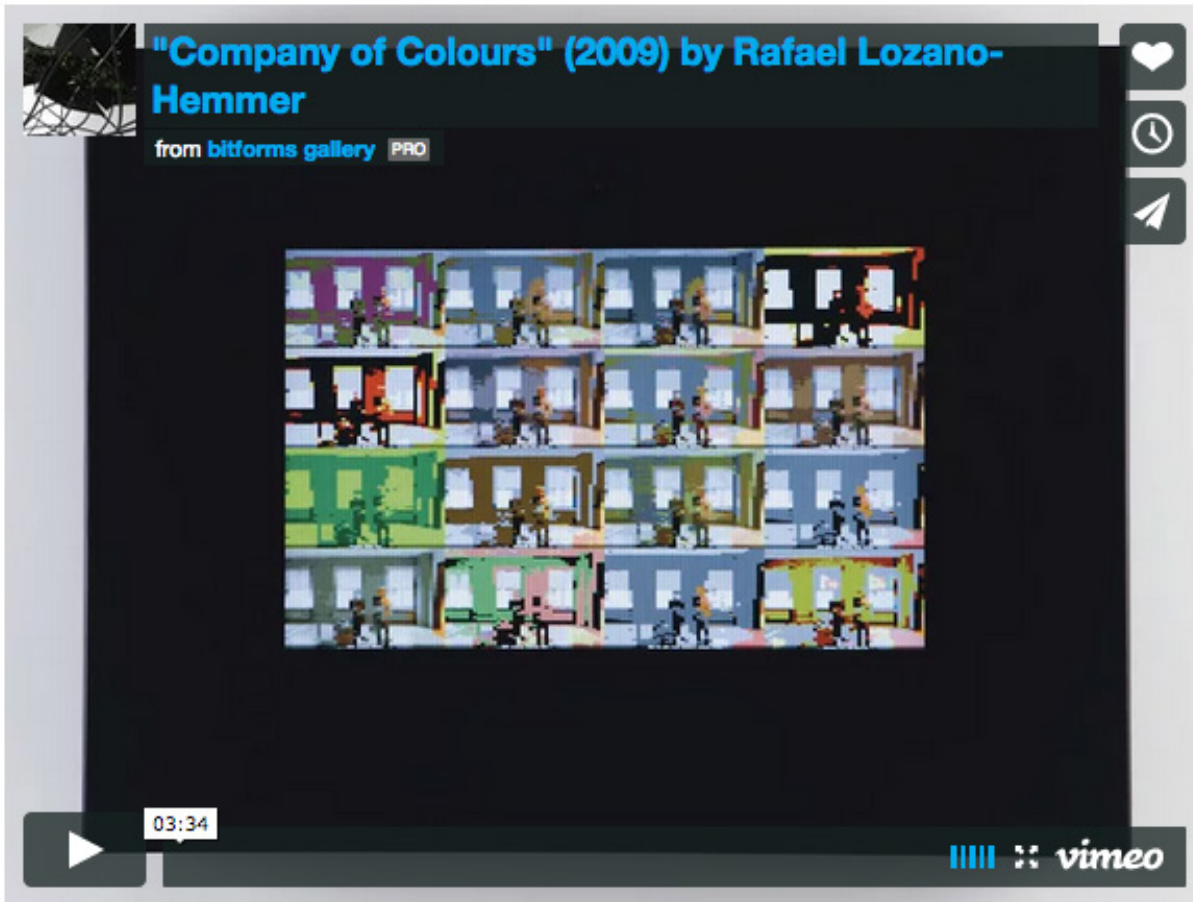 "Company of Colours" (2009) by Rafael Lozano-
Hemmer
from bitforms gallery PRO
03:34
vimeo